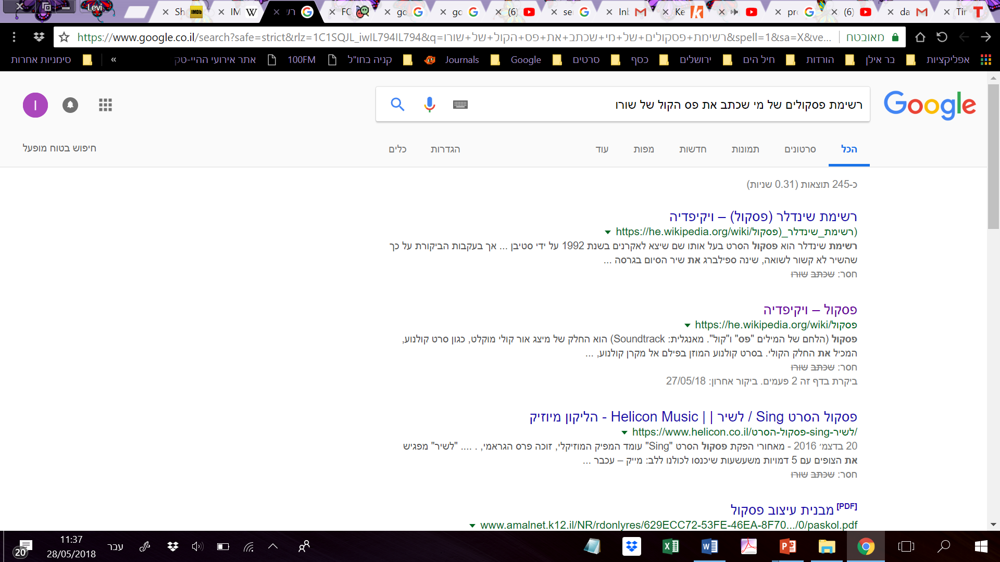 Levi
Sh
IM
רשׂ
FC
gc
gc
(6)
se
Inb
Ke
pr
(6)
da
Tir
https://www.google.co.il/search?safe=strict&rlz=1C1SQJL_iwIL794IL794&q=רשימת+פסקולים+של+מי+שכתב+את+פס+הקול+של+שורו&spell=1&sa=X&ve...
מאובטח
אפליקציות
בר אילן
הורדות
חיל הים
ירושלים
כסף
סרטים
Google
Journals
קניה בחו"ל
100FM
אתר אירועי ההיי-טק
»
סימניות אחרות
Google
רשימת פסקולים של מי שכתב את פס הקול של שורו
I
הכל
סרטונים
תמונות
חדשות
מפות
עוד
הגדרות
כלים
חיפוש בטוח מופעל
כ-245 תוצאות (0.31 שניות)
רשימת שינדלר (פסקול) – ויקיפדיה
https://he.wikipedia.org/wiki/רשימת_שינדלר_(פסקול)
רשימת שינדלר הוא פסקול הסרט בעל אותו שם שיצא לאקרנים בשנת 1992 על ידי סטיבן ... אך בעקבות הביקורת על כך
שהשיר לא קשור לשואה, שינה ספילברג את שיר הסיום בגרסה ...
חסר: שכתב שורו
פסקול – ויקיפדיה
https://he.wikipedia.org/wiki/פסקול
פסקול (הלחם של המילים "פס" ו"קול". מאנגלית: Soundtrack) הוא החלק של מיצג אור קולי מוקלט, כגון סרט קולנוע,
המכיל את החלק הקולי. בסרט קולנוע המוזן בפילם אל מקרן קולנוע, ...
חסר: שכתב שורו
ביקרת בדף זה 2 פעמים. ביקור אחרון: 27/05/18
פסקול הסרט Sing / לשיר | | Helicon Music - הליקון מיוזיק
https://www.helicon.co.il/פסקול-הסרט-sing-לשיר/
20 בדצמ׳ 2016 - מאחורי הפקת פסקול הסרט "Sing" עומד המפיק המוזיקלי, זוכה פרס הגראמי, . .... "לשיר" מפגיש
את הצופים עם 5 דמויות משעשעות שיכנסו לכולנו ללב: מייק – עכבר ...
חסר: שכתב שורו
[PDF] מבנית עיצוב פסקול
www.amalnet.k12.il/NR/rdonlyres/629ECC72-53FE-46EA-8F70.../0/paskol.pdf
20
11:37
28/05/2018
עבר